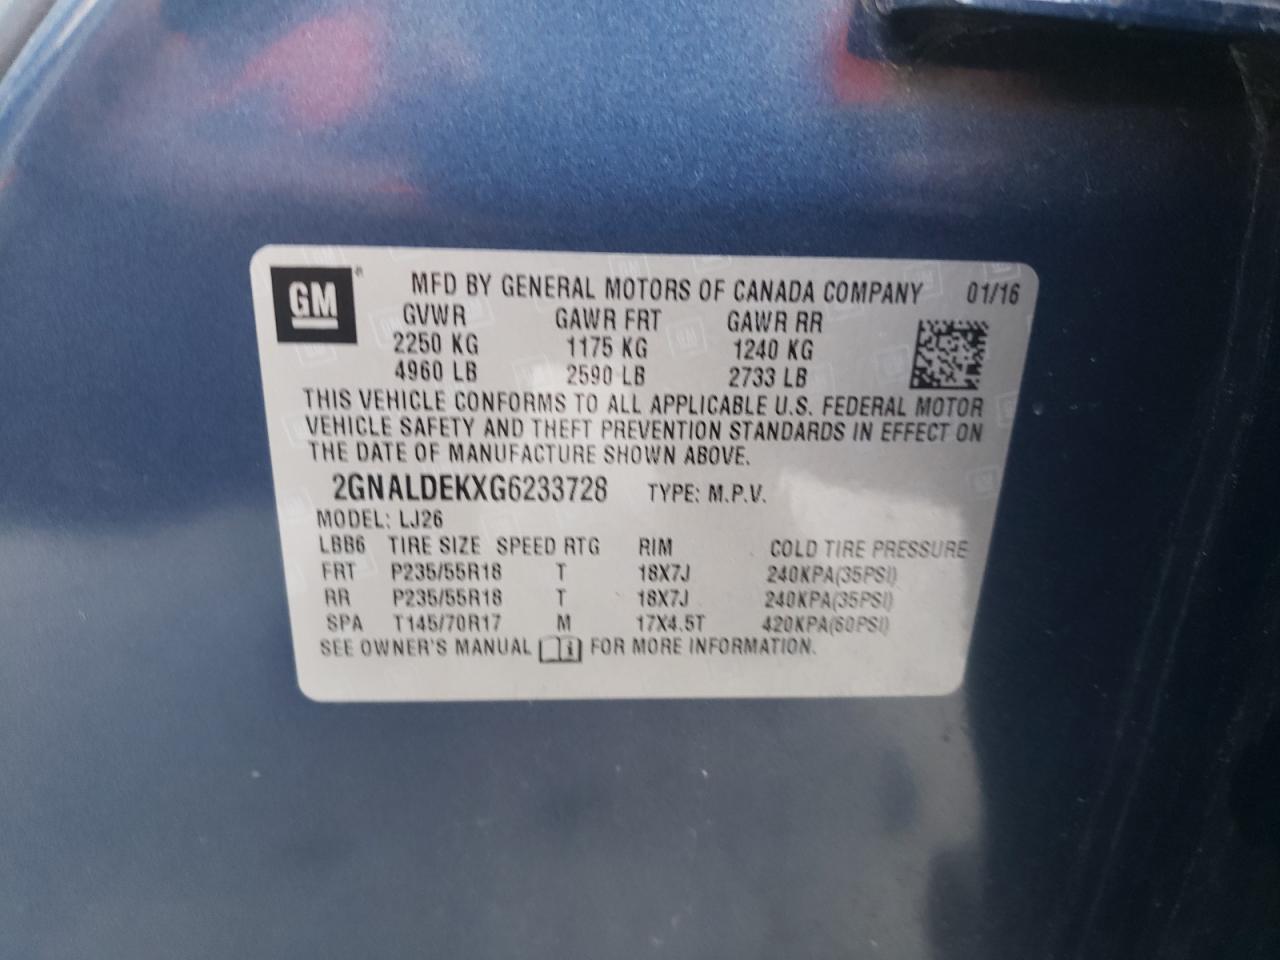 GM
MFD BY GENERAL MOTORS OF CANADA COMPANY 01/16
GVWR GAWR FRT GAWR RR
2250 KG 1175 KG 1240 KG
4960 LB 2590 LB 2733 LB
THIS VEHICLE CONFORMS TO ALL APPLICABLE U.S. FEDERAL MOTOR
VEHICLE SAFETY AND THEFT PREVENTION STANDARDS IN EFFECT ON
THE DATE OF MANUFACTURE SHOWN ABOVE.
2GNALDEKXG6233728 TYPE: M.P.V.
MODEL: LJ26
LBB6 TIRE SIZE SPEED RTG RIM COLD TIRE PRESSURE
FRT P235/55R18 T 18X7J 240KPA(35PSI)
RR P235/55R18 T 18X7J 240KPA(35PSI)
SPA T145/70R17 M 17X4.5T 420KPA(60PSI)
SEE OWNER'S MANUAL FOR MORE INFORMATION.